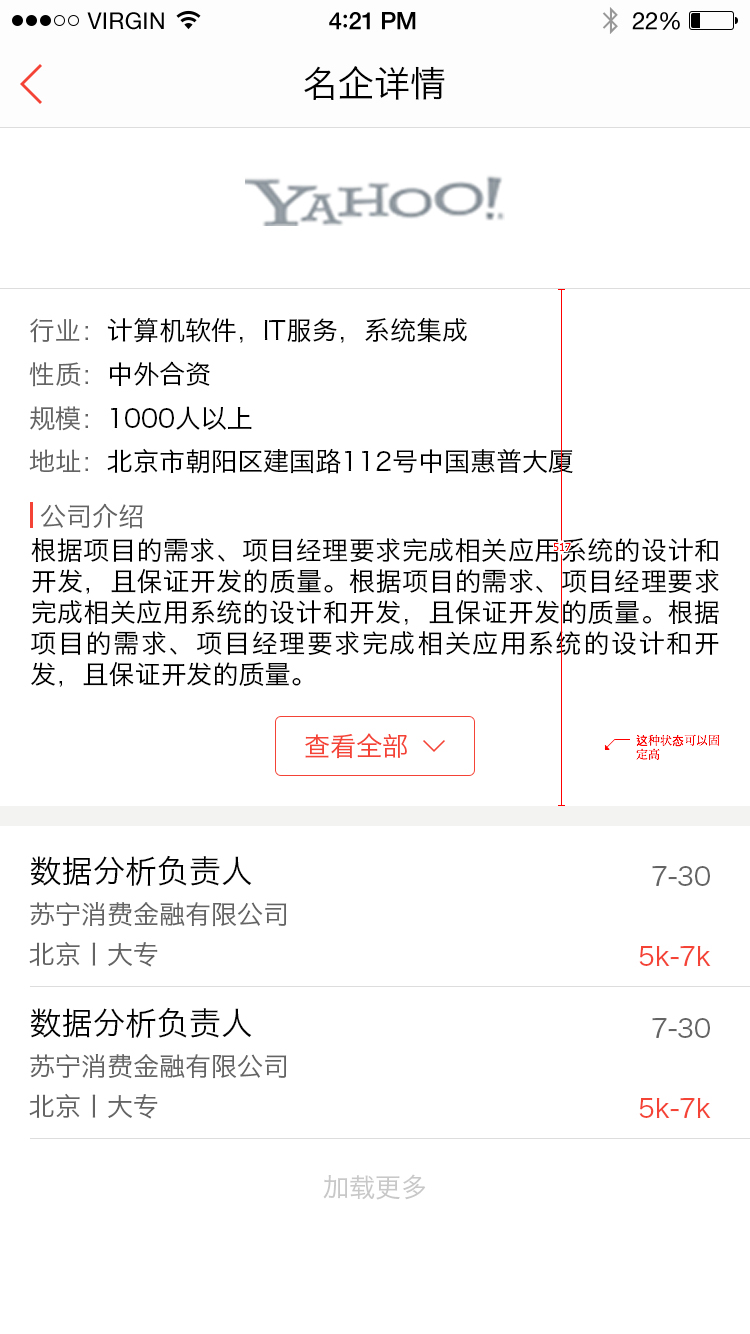 VIRGIN 4:21 PM 22%
名企详情
YAHOO!
行业：计算机软件，IT服务，系统集成
性质：中外合资
规模：1000人以上
地址：北京市朝阳区建国路112号中国惠普大厦
公司介绍
根据项目的需求、项目经理要求完成相关应用系统的设计和
517
开发，且保证开发的质量。根据项目的需求、项目经理要求
完成相关应用系统的设计和开发，且保证开发的质量。根据
项目的需求、项目经理要求完成相关应用系统的设计和开
发，且保证开发的质量。
查看全部
这种状态可以固
定高
数据分析负责人 7-30
苏宁消费金融有限公司
北京丨大专 5k-7k
数据分析负责人 7-30
苏宁消费金融有限公司
北京丨大专 5k-7k
加载更多